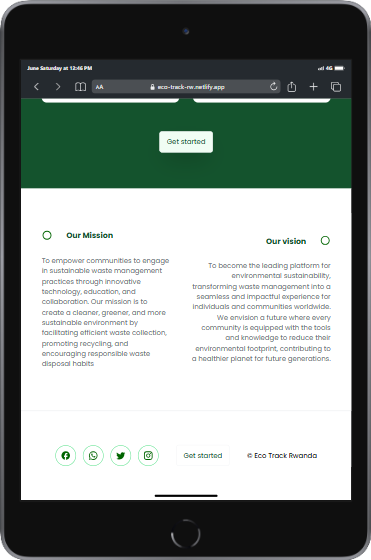 June Saturday at 12:46 PM
4G
AA
eco-track-rw.netlify.app
Get started
Our Mission
To empower communities to engage
in sustainable waste management
practices through innovative
technology, education, and
collaboration. Our mission is to
create a cleaner, greener, and more
sustainable environment by
facilitating efficient waste collection,
promoting recycling, and
encouraging responsible waste
disposal habits
Our vision
To become the leading platform for
environmental sustainability,
transforming waste management into a
seamless and impactful experience for
individuals and communities worldwide.
We envision a future where every
community is equipped with the tools
and knowledge to reduce their
environmental footprint, contributing to
a healthier planet for future generations.
Get started
© Eco Track Rwanda